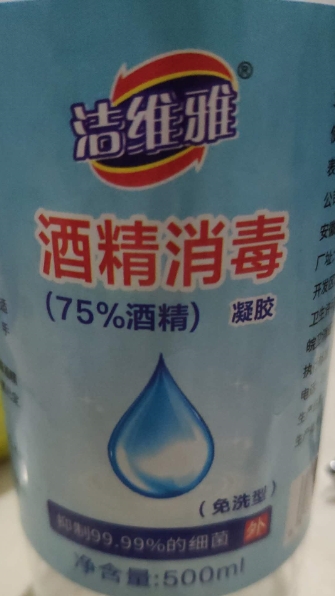 洁维雅®
酒精消毒
(75%酒精) 凝胶
(免洗型)
抑制99.99%的细菌 外
净含量:500ml